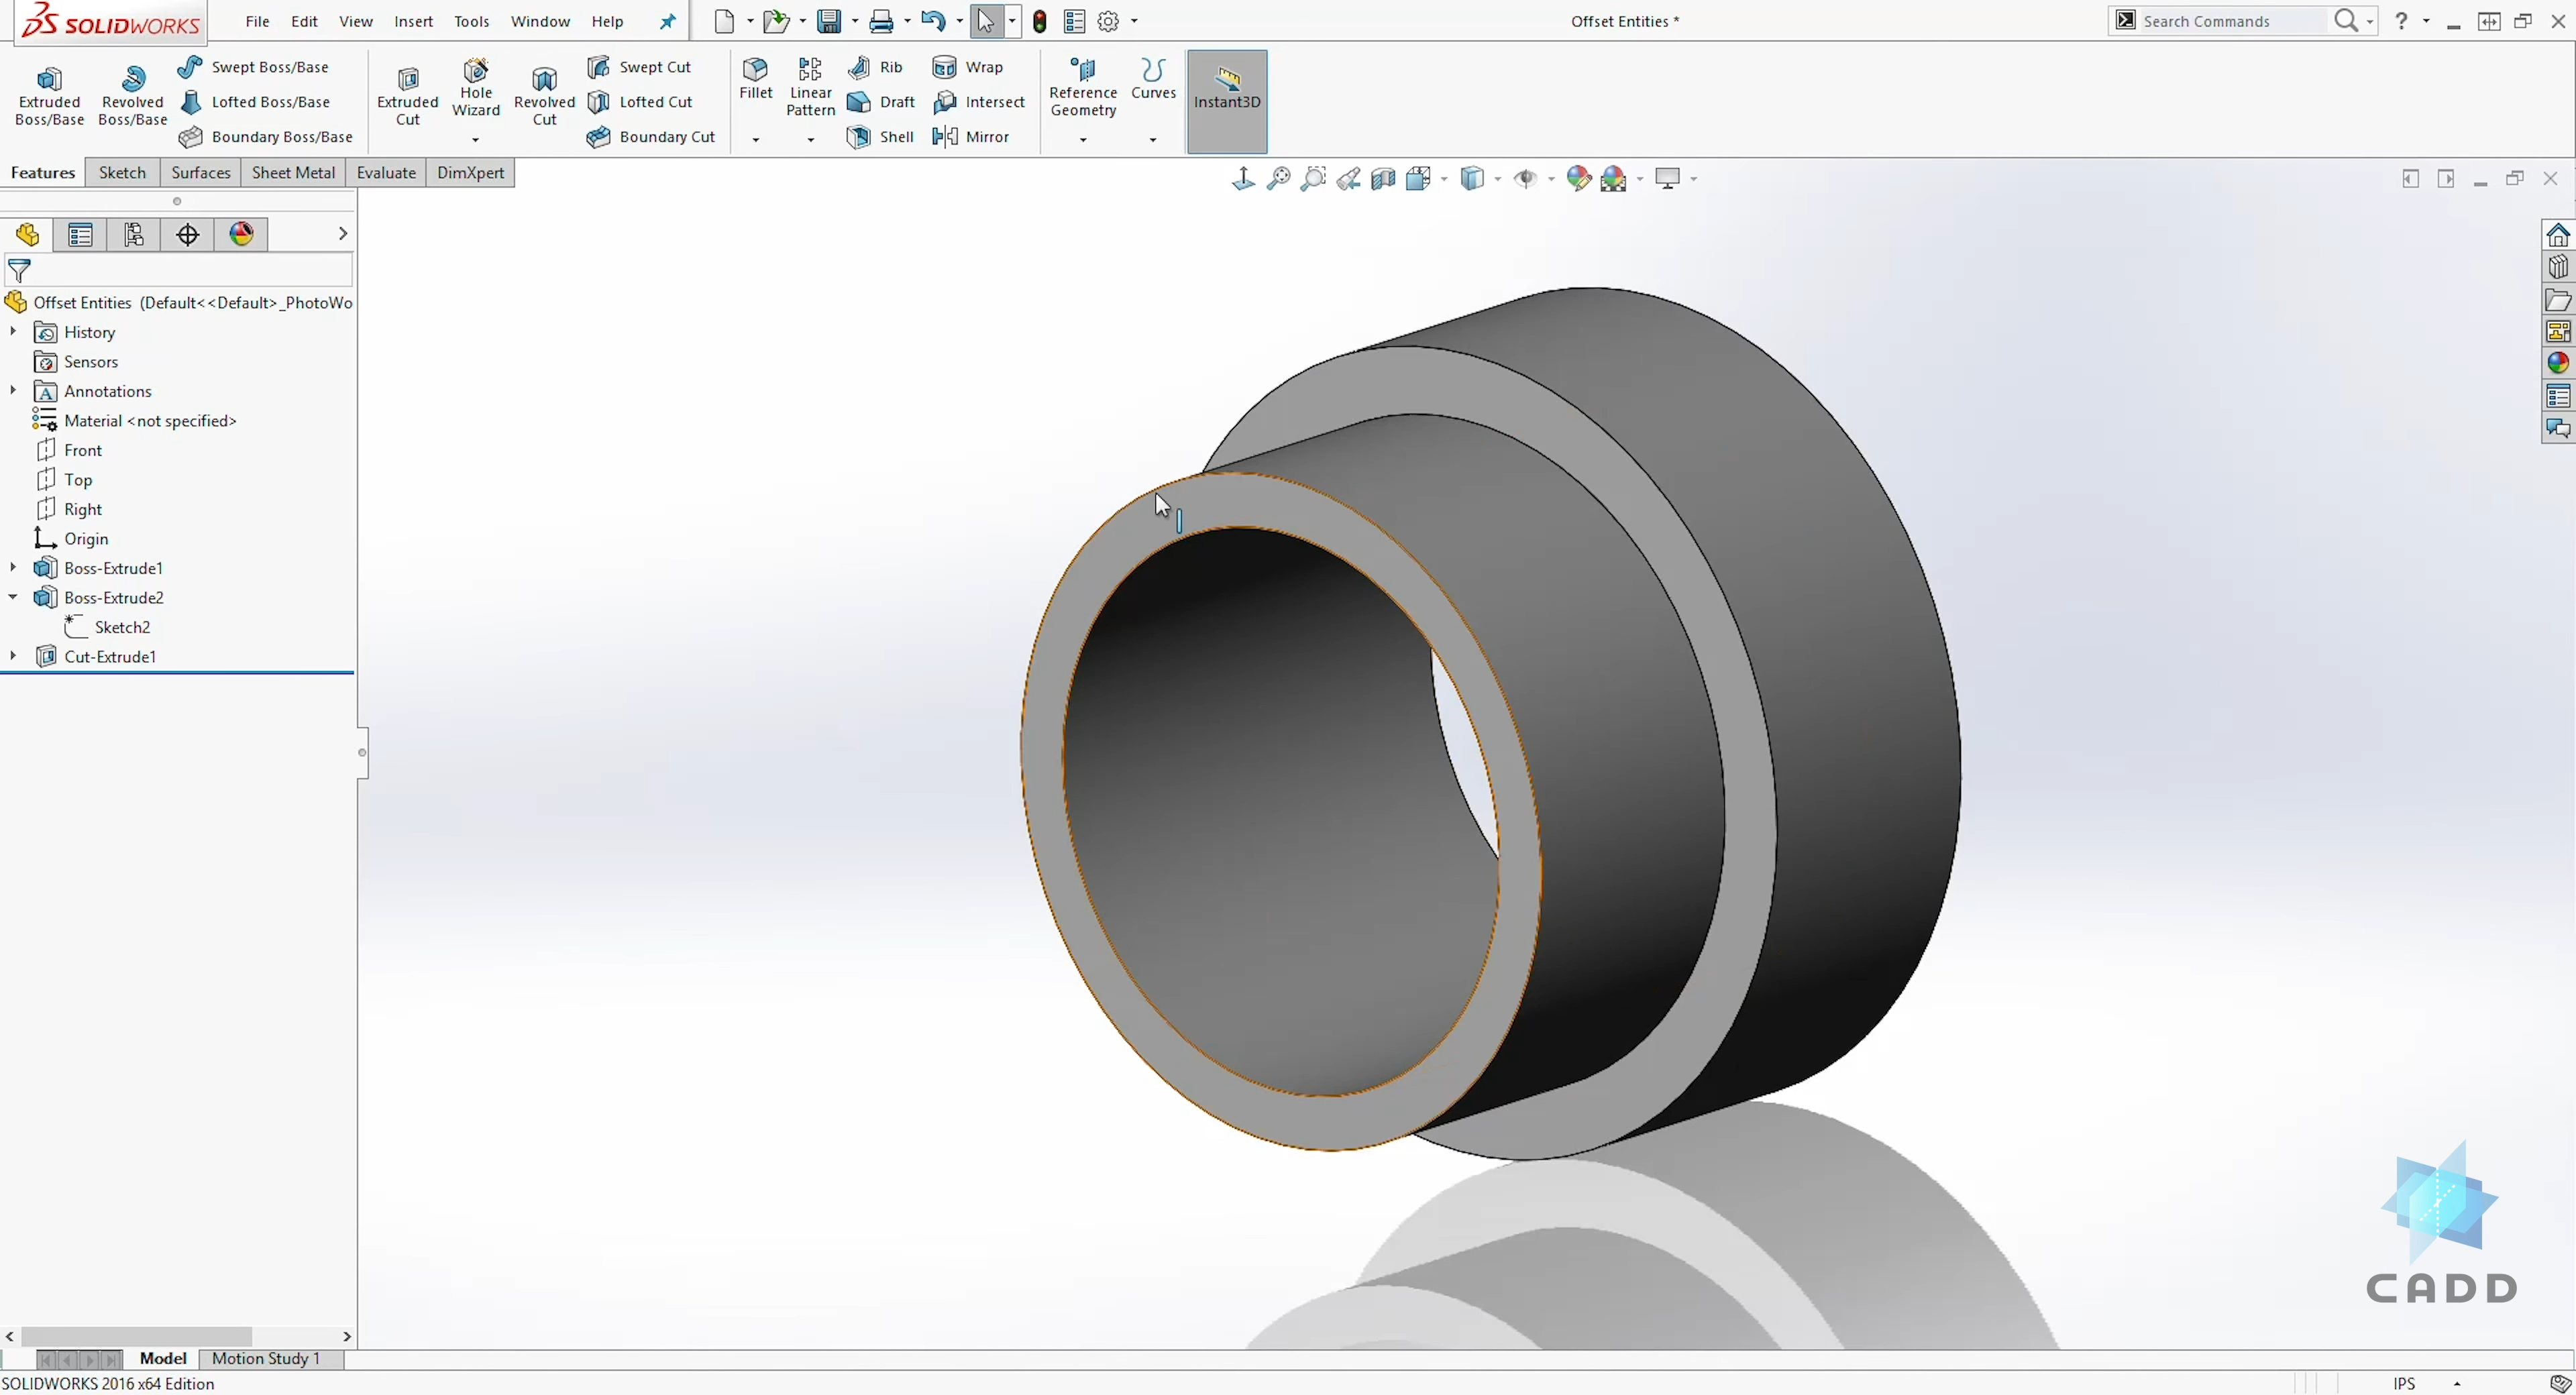 SOLIDWORKS File Edit View Insert Tools Window Help Offset Entities * Search Commands ?
Extruded Boss/Base
Revolved Boss/Base
Swept Boss/Base
Lofted Boss/Base
Boundary Boss/Base
Extruded Cut
Hole Wizard
Revolved Cut
Swept Cut
Lofted Cut
Boundary Cut
Fillet
Linear Pattern
Rib
Draft
Shell
Wrap
Intersect
Mirror
Reference Geometry
Curves
Instant3D
Features Sketch Surfaces Sheet Metal Evaluate DimXpert
Offset Entities (Default<<Default>_PhotoWo
History
Sensors
Annotations
Material <not specified>
Front
Top
Right
Origin
Boss-Extrude1
Boss-Extrude2
Sketch2
Cut-Extrude1
CADD
Model Motion Study 1
SOLIDWORKS 2016 x64 Edition IPS